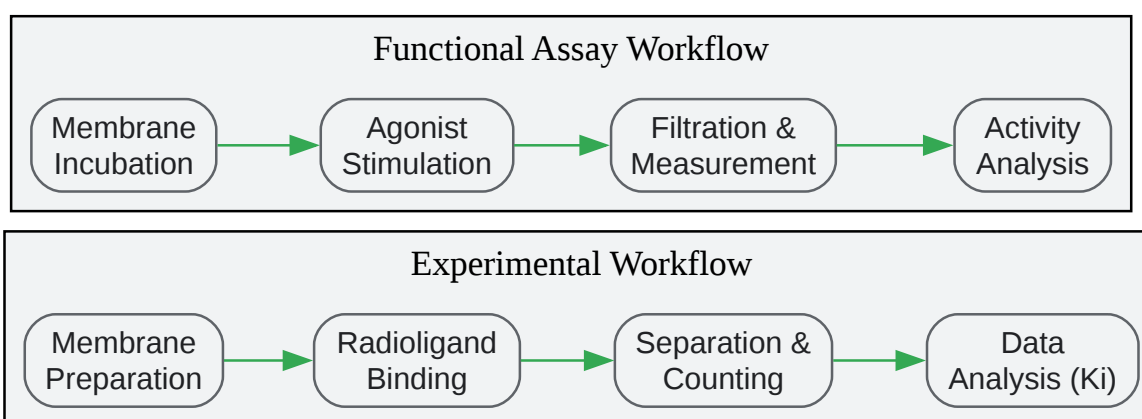 Functional Assay Workflow
Membrane
Incubation
Agonist
Stimulation
Filtration &
Measurement
Activity
Analysis
Experimental Workflow
Membrane
Preparation
Radioligand
Binding
Separation &
Counting
Data
Analysis (Ki)